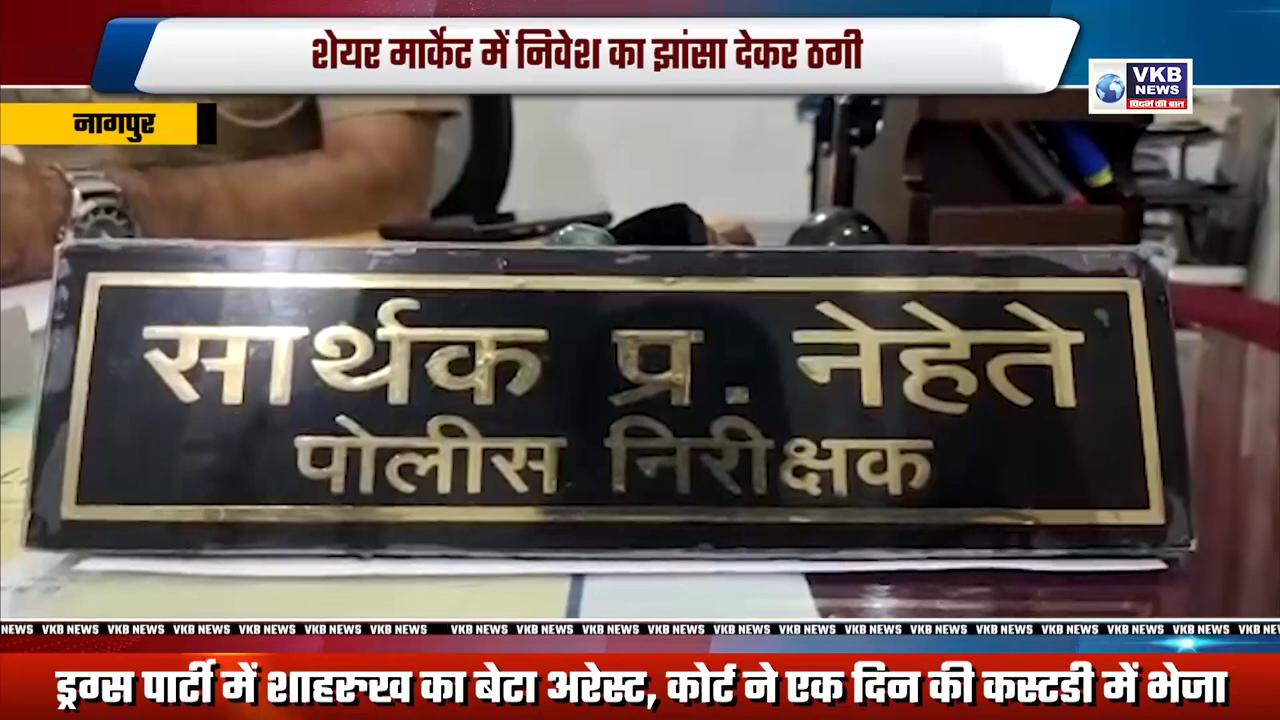 शेयर मार्केट में निवेश का झांसा देकर ठगी
VKB
NEWS
विदर्भ की बात
नागपुर
सार्थक प्र. नेहेते
पोलीस निरीक्षक
NEWS VKB NEWS VKB NEWS VKB NEWS VKB NEWS VKB NEWS VKB NEWS VKB NEWS VKB NEWS VKB NEWS VKB NEWS VKB NEWS VKB NEWS VKB NEWS VKB NEWS VKB NEWS VKB NEWS VKB NEWS VKB NEWS VKB NE
ड्रग्स पार्टी में शाहरुख का बेटा अरेस्ट, कोर्ट ने एक दिन की कस्टडी में भेजा